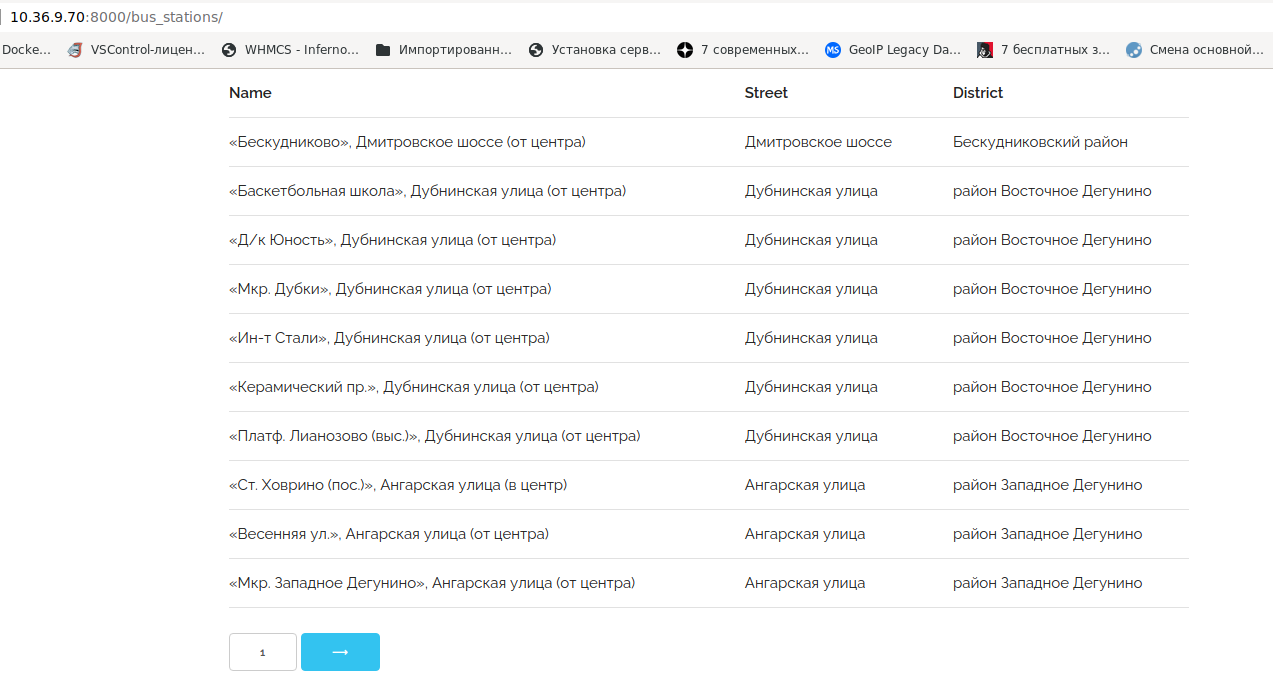 10.36.9.70:8000/bus_stations/
Docke... VSControl-лицен... WHMCS - Inferno... Импортированн... Установка серв... 7 современных... GeoIP Legacy Da... 7 бесплатных з... Смена основной...
Name Street District
«Бескудниково», Дмитровское шоссе (от центра) Дмитровское шоссе Бескудниковский район
«Баскетбольная школа», Дубнинская улица (от центра) Дубнинская улица район Восточное Дегунино
«Д/к Юность», Дубнинская улица (от центра) Дубнинская улица район Восточное Дегунино
«Мкр. Дубки», Дубнинская улица (от центра) Дубнинская улица район Восточное Дегунино
«Ин-т Стали», Дубнинская улица (от центра) Дубнинская улица район Восточное Дегунино
«Керамический пр.», Дубнинская улица (от центра) Дубнинская улица район Восточное Дегунино
«Платф. Лианозово (выс.)», Дубнинская улица (от центра) Дубнинская улица район Восточное Дегунино
«Ст. Ховрино (пос.)», Ангарская улица (в центр) Ангарская улица район Западное Дегунино
«Весенняя ул.», Ангарская улица (от центра) Ангарская улица район Западное Дегунино
«Мкр. Западное Дегунино», Ангарская улица (от центра) Ангарская улица район Западное Дегунино
1 →